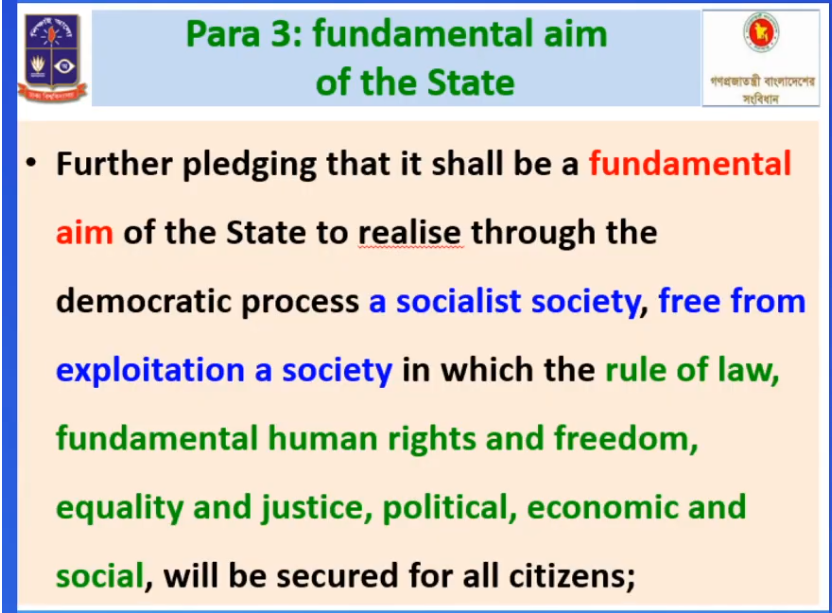 Para 3: fundamental aim
of the State
গণপ্রজাতন্ত্রী বাংলাদেশের
সংবিধান
• Further pledging that it shall be a fundamental
aim of the State to realise through the
democratic process a socialist society, free from
exploitation a society in which the rule of law,
fundamental human rights and freedom,
equality and justice, political, economic and
social, will be secured for all citizens;